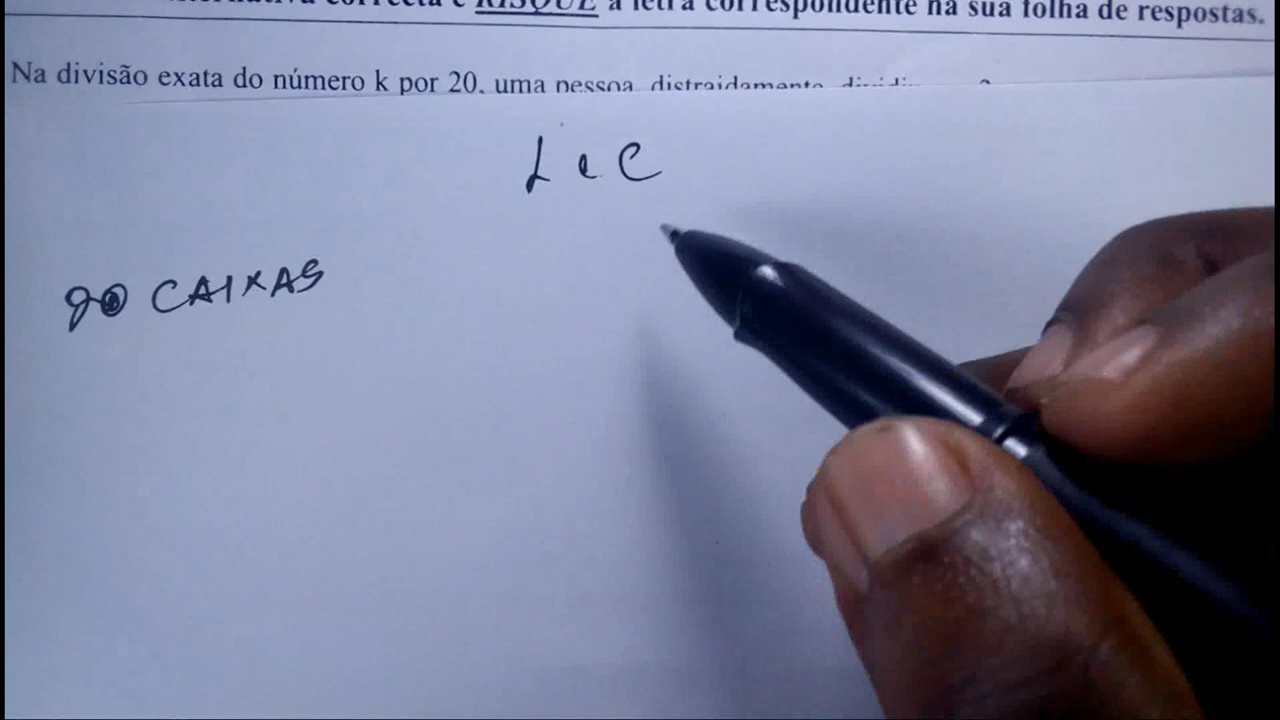 correcta e RISQUE a letra correspondente na sua folha de respostas.
Na divisão exata do número k por 20, uma pessoa, distraidamente,
L e C
90 CAIXAS